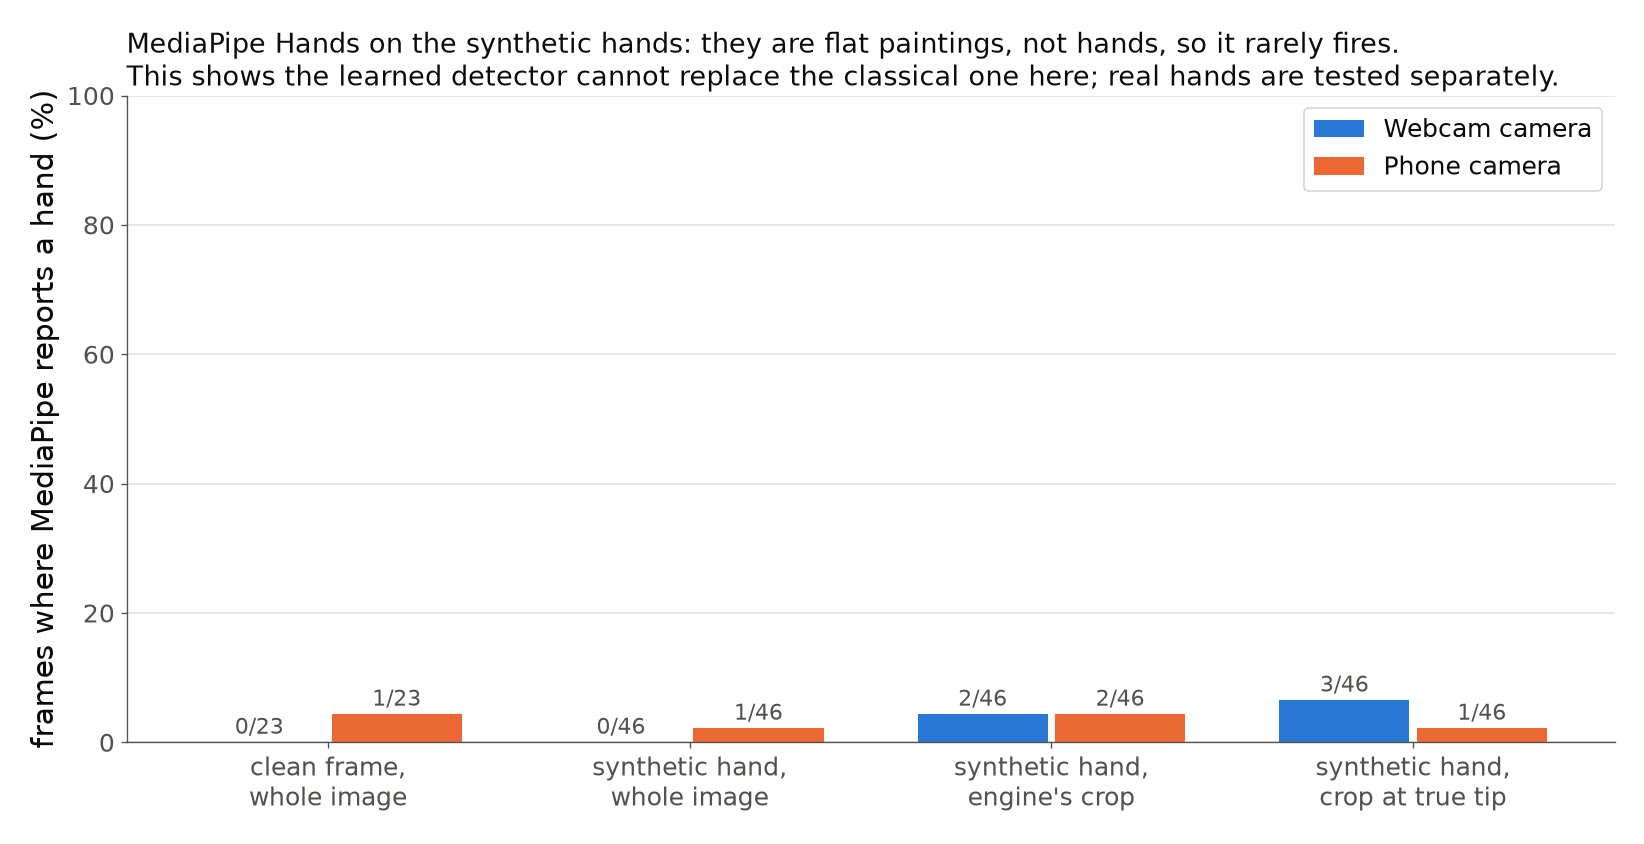 MediaPipe Hands on the synthetic hands: they are flat paintings, not hands, so it rarely fires.
This shows the learned detector cannot replace the classical one here; real hands are tested separately.
frames where MediaPipe reports a hand (%)
100
80
60
40
20
0
Webcam camera
Phone camera
0/23
1/23
0/46
1/46
2/46
2/46
3/46
1/46
clean frame,
whole image
synthetic hand,
whole image
synthetic hand,
engine's crop
synthetic hand,
crop at true tip